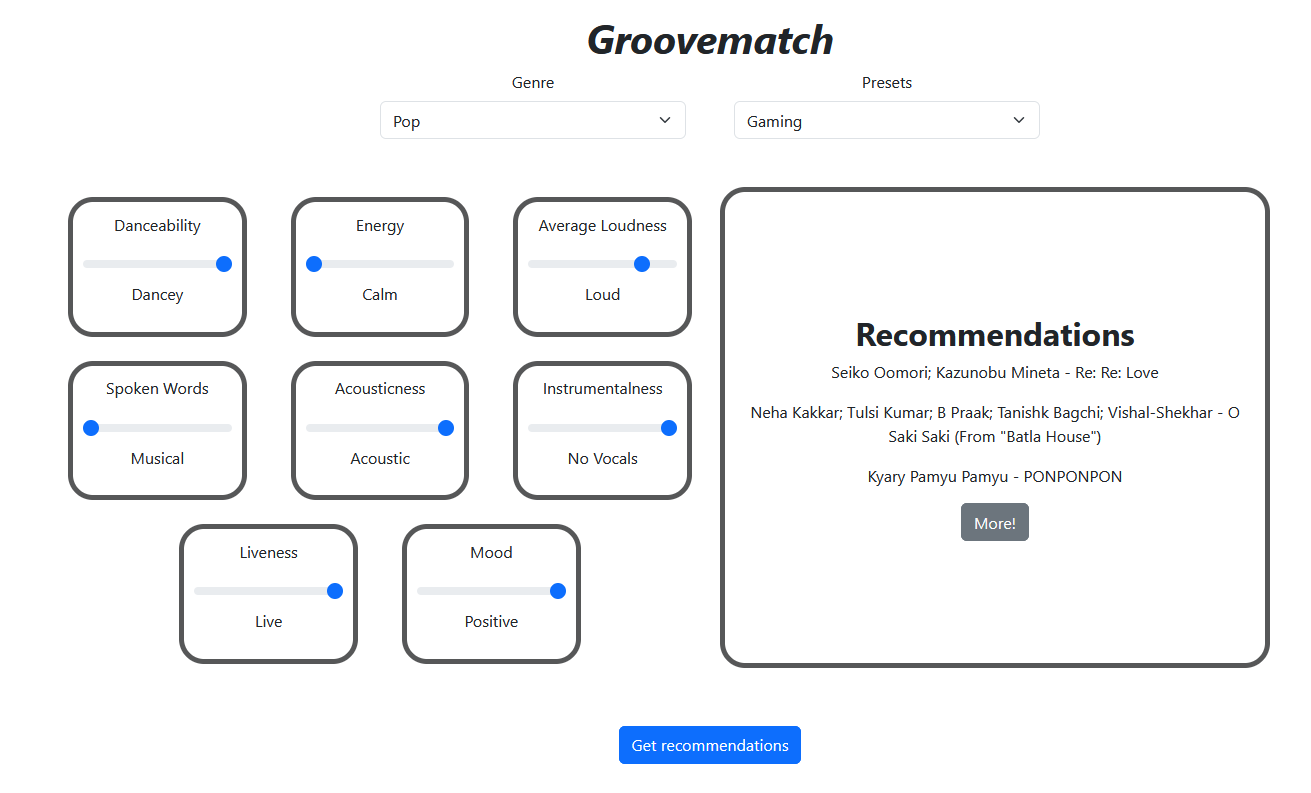 Groovematch
Genre
Presets
Pop
Gaming
Danceability
Energy
Average Loudness
Dancey
Calm
Loud
Spoken Words
Acousticness
Instrumentalness
Musical
Acoustic
No Vocals
Liveness
Mood
Live
Positive
Recommendations
Seiko Oomori; Kazunobu Mineta - Re: Re: Love
Neha Kakkar; Tulsi Kumar; B Praak; Tanishk Bagchi; Vishal-Shekhar - O
Saki Saki (From "Batla House")
Kyary Pamyu Pamyu - PONPONPON
More!
Get recommendations